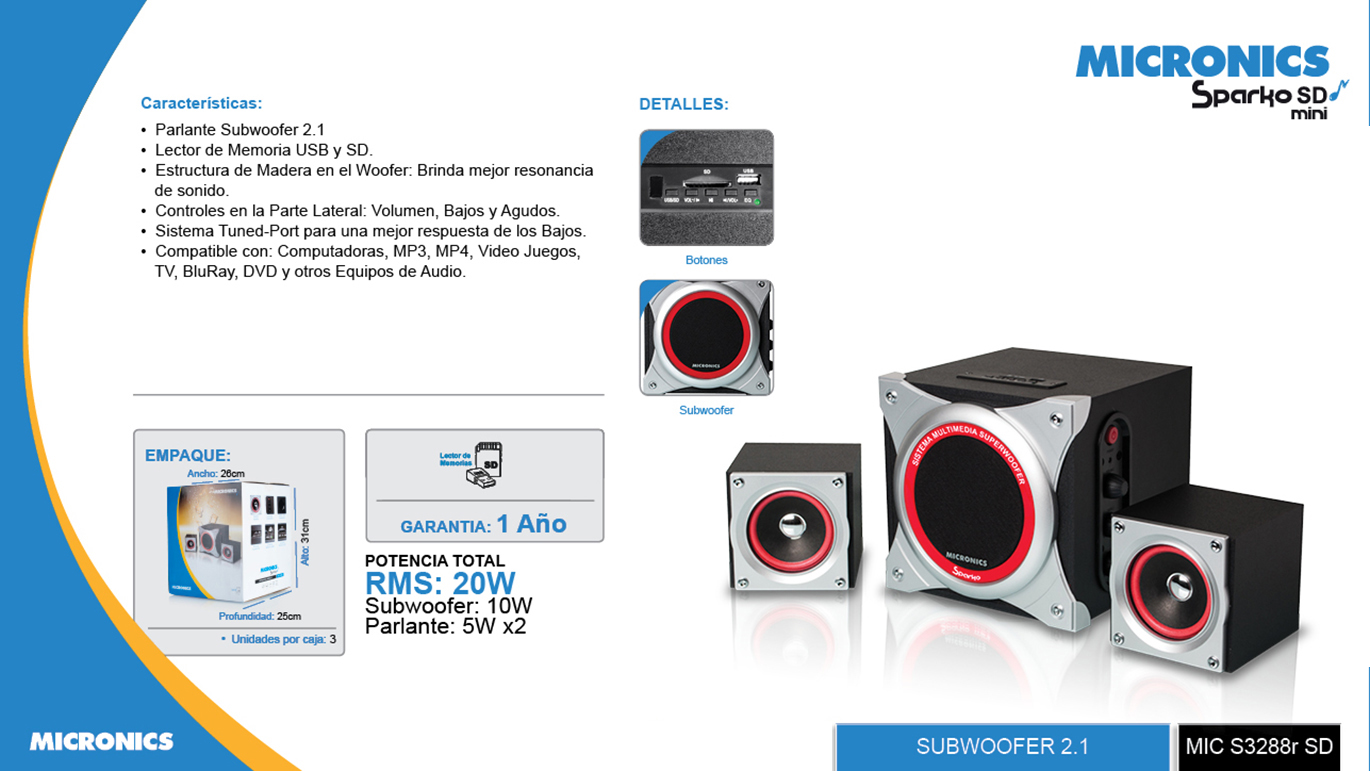 MICRONICS
Sparko SD
mini
Características:
• Parlante Subwoofer 2.1
• Lector de Memoria USB y SD.
• Estructura de Madera en el Woofer: Brinda mejor resonancia
de sonido.
• Controles en la Parte Lateral: Volumen, Bajos y Agudos.
• Sistema Tuned-Port para una mejor respuesta de los Bajos.
• Compatible con: Computadoras, MP3, MP4, Video Juegos,
TV, BluRay, DVD y otros Equipos de Audio.
DETALLES:
SD
USB
USB/SD
EQ
Botones
MICRONICS
Subwoofer
EMPAQUE:
Ancho: 26cm
MICRONICS
MICRONICS
Alto: 31cm
Profundidad: 25cm
• Unidades por caja: 3
Lector de
Memorias
SD
GARANTIA: 1 Año
POTENCIA TOTAL
RMS: 20W
Subwoofer: 10W
Parlante: 5W x2
SISTEMA MULTIMEDIA SUPERWOOFER
MICRONICS
Sparko
MICRONICS
SUBWOOFER 2.1
MIC S3288r SD